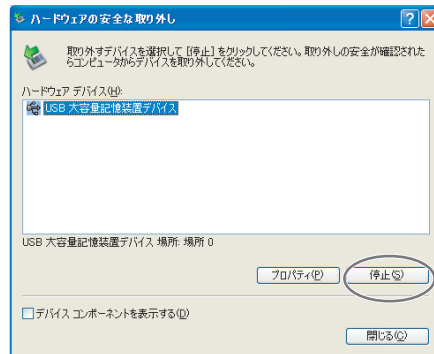 ハードウェアの安全な取り外し
取り外すデバイスを選択して [停止] をクリックしてください。取り外しの安全が確認された
らコンピュータからデバイスを取り外してください。
ハードウェア デバイス(H):
USB 大容量記憶装置デバイス
USB 大容量記憶装置デバイス 場所: 場所 0
プロパティ(P)
停止(S)
デバイス コンポーネントを表示する(D)
閉じる(C)